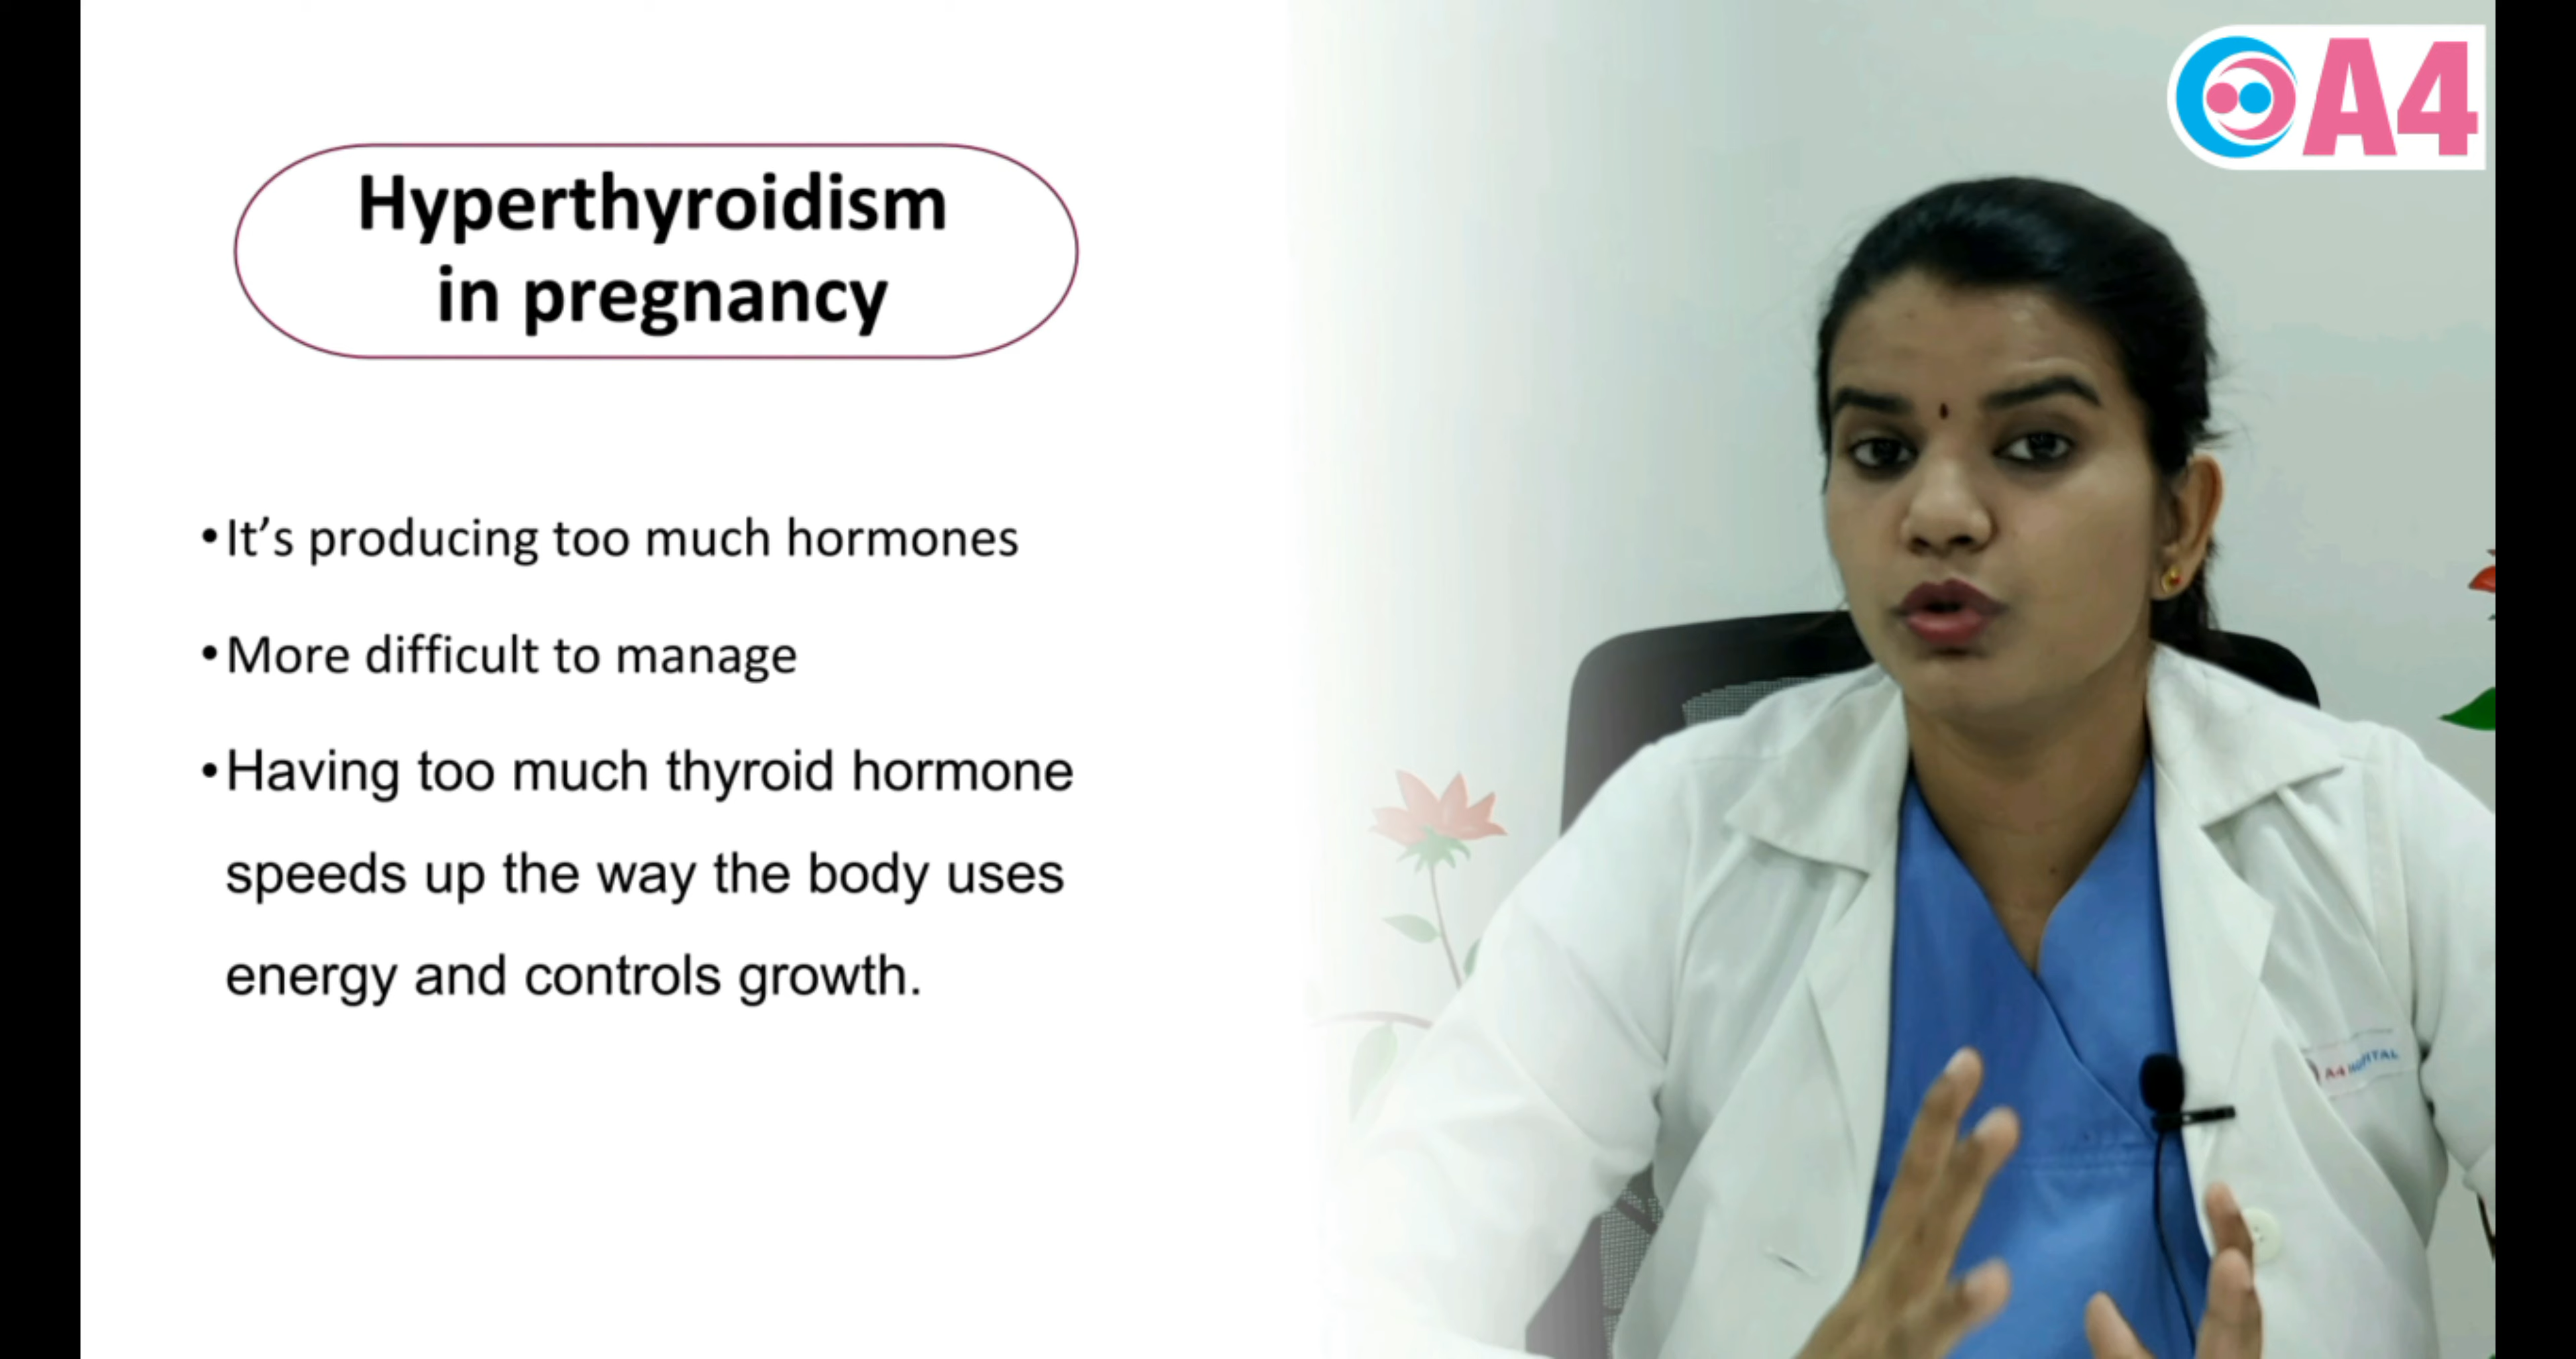 A4
Hyperthyroidism
in pregnancy
•It’s producing too much hormones
•More difficult to manage
•Having too much thyroid hormone
speeds up the way the body uses
energy and controls growth.
A4